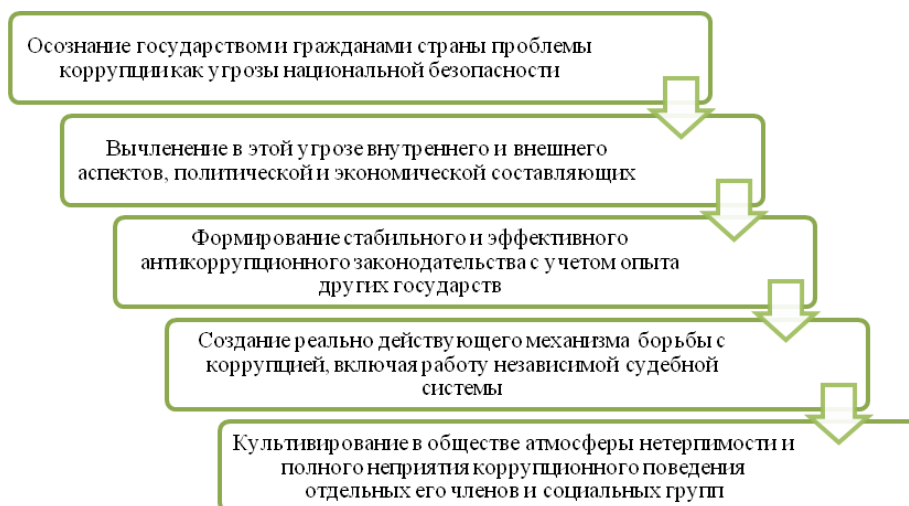 Осознание государством и гражданами страны проблемы
коррупции как угрозы национальной безопасности
Вычленение в этой угрозе внутреннего и внешнего
аспектов, политической и экономической составляющих
Формирование стабильного и эффективного
антикоррупционного законодательства с учетом опыта
других государств
Создание реально действующего механизма борьбы с
коррупцией, включая работу независимой судебной
системы
Культивирование в обществе атмосферы нетерпимости и
полного неприятия коррупционного поведения
отдельных его членов и социальных групп